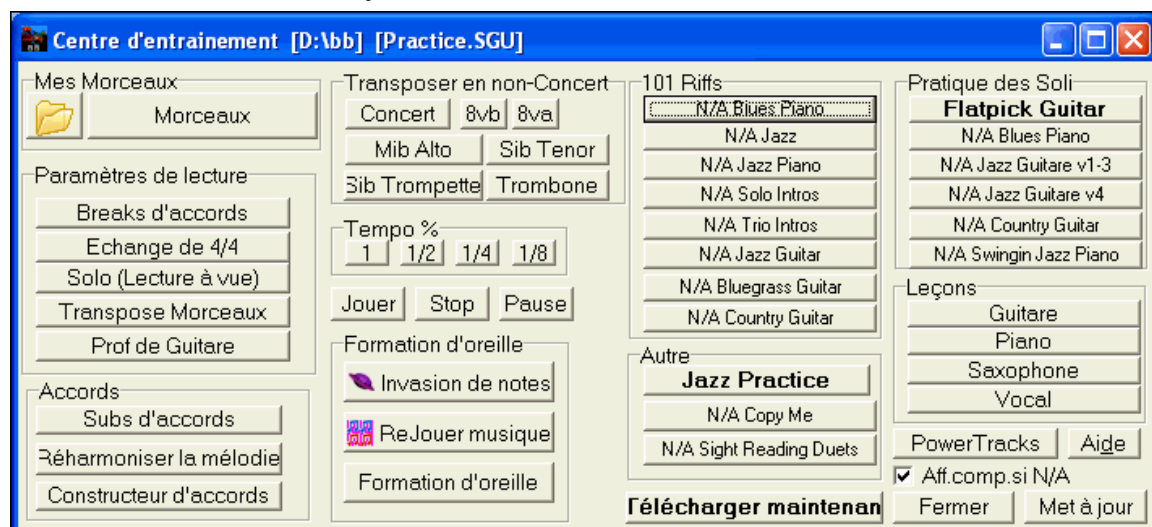 Centre d'entrainement [D:\bb] [Practice.SGU]
Mes Morceaux
Morceaux
Paramètres de lecture
Breaks d'accords
Echange de 4/4
Solo (Lecture à vue)
Transpose Morceaux
Prof de Guitare
Accords
Subs d'accords
Réharmoniser la mélodie
Constructeur d'accords
Transposer en non-Concert
Concert 8vb 8va
Mib Alto Sib Tenor
Sib Trompette Trombone
Tempo %
1 1/2 1/4 1/8
Jouer Stop Pause
Formation d'oreille
Invasion de notes
ReJouer musique
Formation d'oreille
101 Riffs
N/A Blues Piano
N/A Jazz
N/A Jazz Piano
N/A Solo Intros
N/A Trio Intros
N/A Jazz Guitar
N/A Bluegrass Guitar
N/A Country Guitar
Autre
Jazz Practice
N/A Copy Me
N/A Sight Reading Duets
Télécharger maintenan
Pratique des Soli
Flatpick Guitar
N/A Blues Piano
N/A Jazz Guitare v1-3
N/A Jazz Guitare v4
N/A Country Guitar
N/A Swingin Jazz Piano
Leçons
Guitare
Piano
Saxophone
Vocal
PowerTracks Aide
Aff.comp.si N/A
Fermer Met à jour